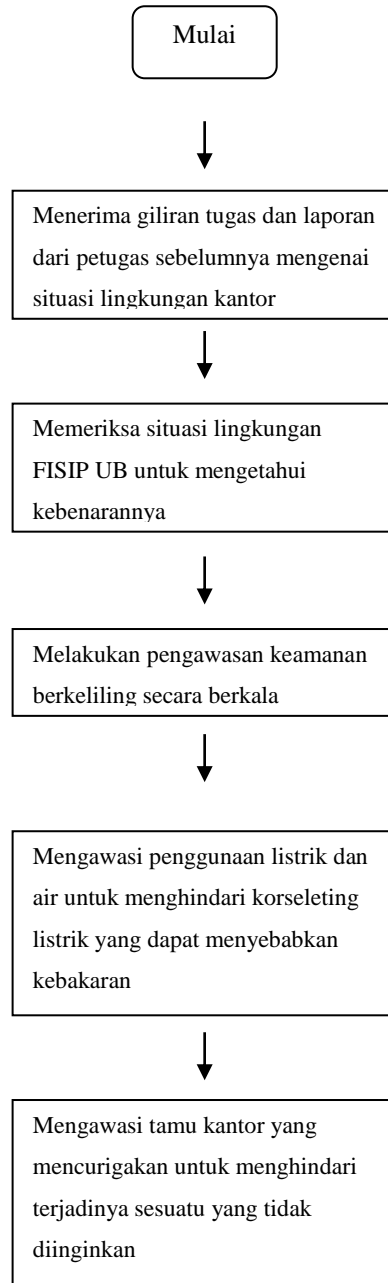 Mulai
Menerima giliran tugas dan laporan
dari petugas sebelumnya mengenai
situasi lingkungan kantor
Memeriksa situasi lingkungan
FISIP UB untuk mengetahui
kebenarannya
Melakukan pengawasan keamanan
berkeliling secara berkala
Mengawasi penggunaan listrik dan
air untuk menghindari korseleting
listrik yang dapat menyebabkan
kebakaran
Mengawasi tamu kantor yang
mencurigakan untuk menghindari
terjadinya sesuatu yang tidak
diinginkan